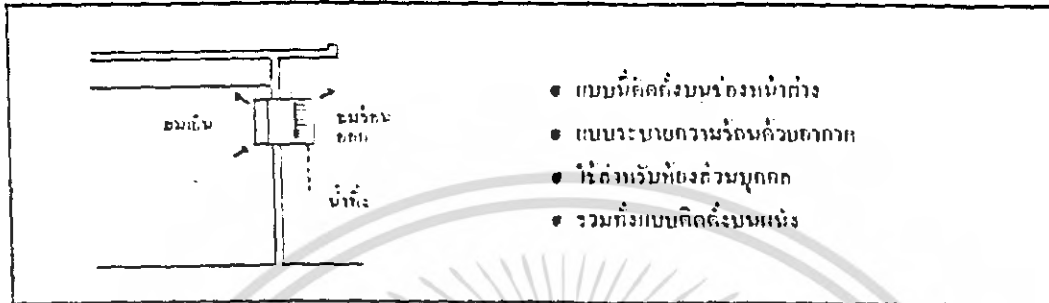 ลมเย็น
ลมร้อน
ออก
น้ำทิ้ง
• แบบนี้ติดตั้งบนช่องหน้าต่าง
• แบบระบายความร้อนด้วยอากาศ
• ใช้สำหรับห้องส่วนบุคคล
• รวมทั้งแบบติดตั้งบนผนัง